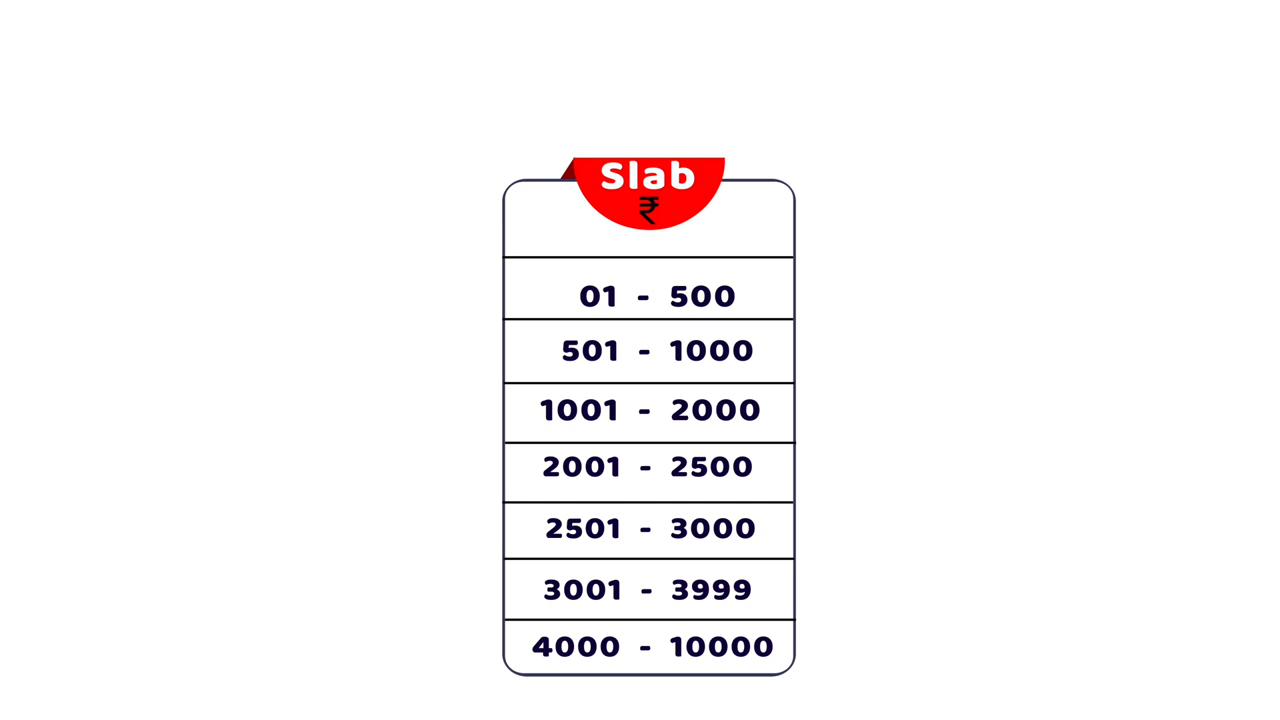 Slab
₹
01 - 500
501 - 1000
1001 - 2000
2001 - 2500
2501 - 3000
3001 - 3999
4000 - 10000